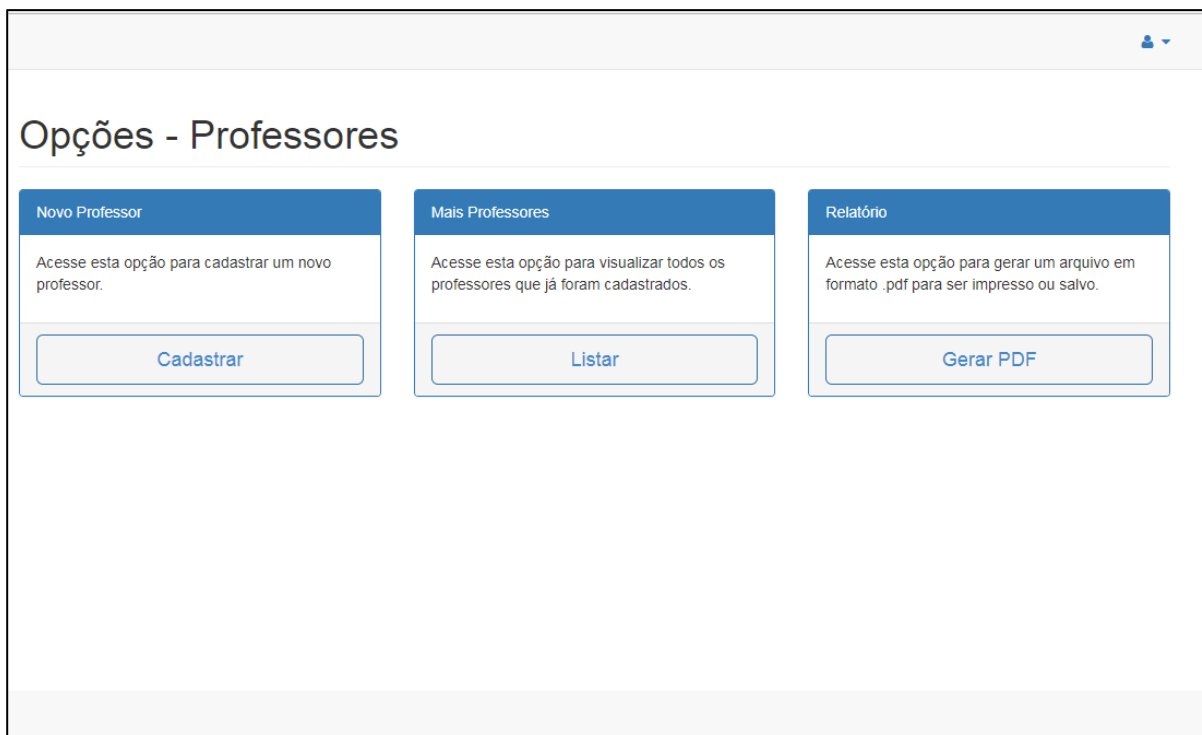 Opções - Professores
Novo Professor
Acesse esta opção para cadastrar um novo
professor.
Cadastrar
Mais Professores
Acesse esta opção para visualizar todos os
professores que já foram cadastrados.
Listar
Relatório
Acesse esta opção para gerar um arquivo em
formato .pdf para ser impresso ou salvo.
Gerar PDF